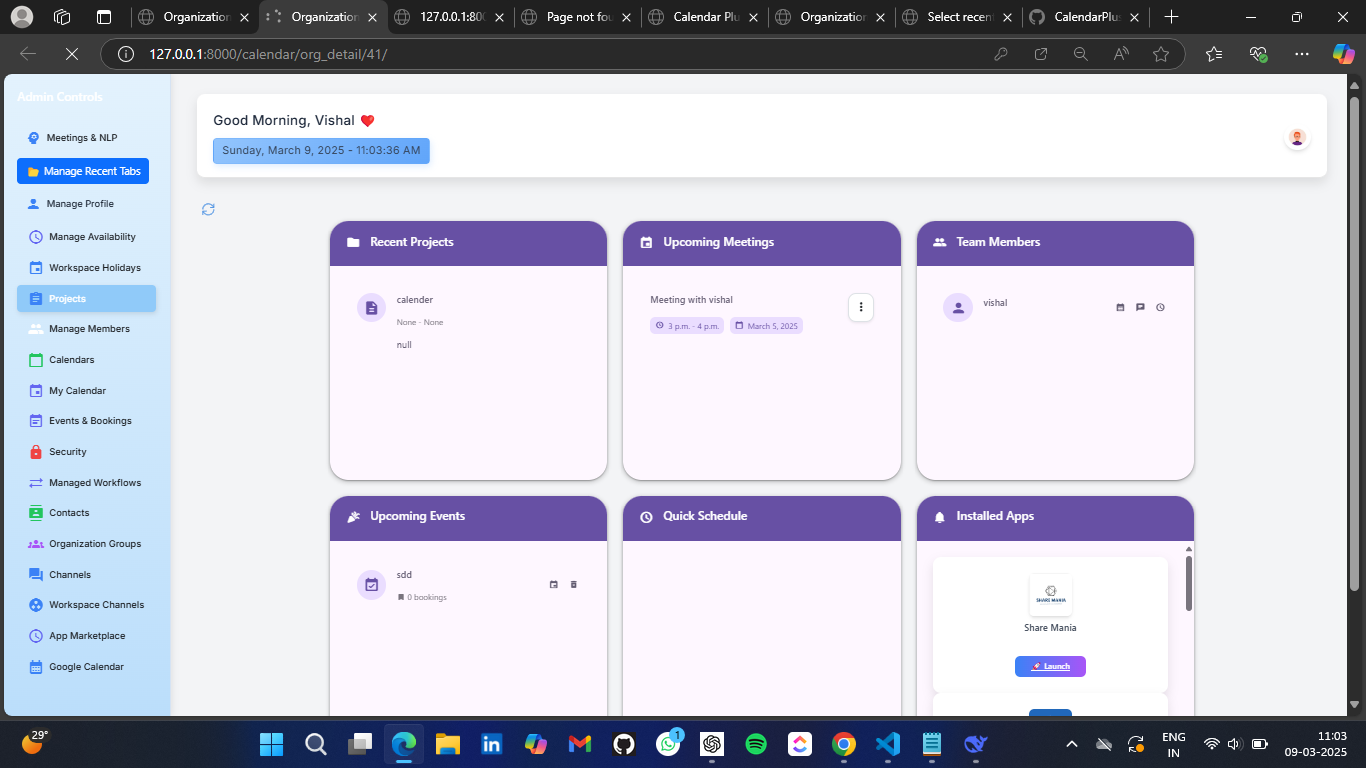 Organization
Organization
127.0.0.1:800
Page not fou
Calendar Plu
Organization
Select recen
CalendarPlus
127.0.0.1:8000/calendar/org_detail/41/
Admin Controls
Meetings & NLP
Manage Recent Tabs
Manage Profile
Manage Availability
Workspace Holidays
Projects
Manage Members
Calendars
My Calendar
Events & Bookings
Security
Managed Workflows
Contacts
Organization Groups
Channels
Workspace Channels
App Marketplace
Google Calendar
Good Morning, Vishal ❤️
Sunday, March 9, 2025 - 11:03:36 AM
Recent Projects
calender
None - None
null
Upcoming Meetings
Meeting with vishal
3 p.m. - 4 p.m.
March 5, 2025
Team Members
vishal
Upcoming Events
sdd
0 bookings
Quick Schedule
Installed Apps
SHARE MANIA
Share Mania
🚀 Launch
29°
1
ENG
IN
11:03
09-03-2025